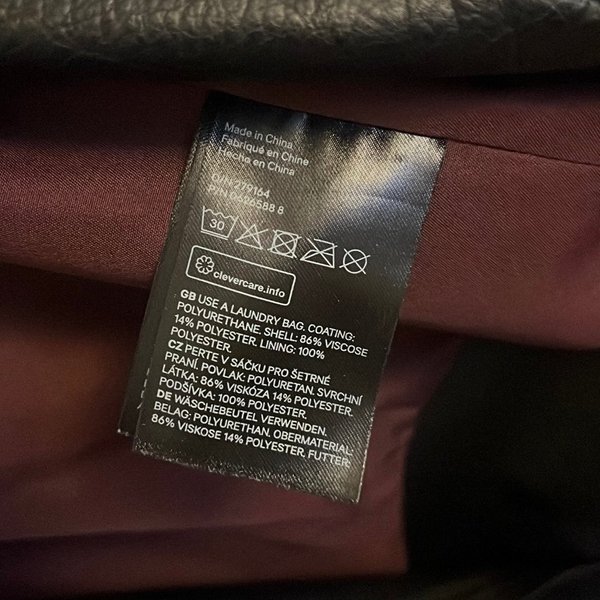 Made in China
Fabriqué en Chine
Hecho en China
O/N 279164
P/N 0626588 8
30
clevercare.info
GB USE A LAUNDRY BAG. COATING:
POLYURETHANE. SHELL: 86% VISCOSE
14% POLYESTER. LINING: 100%
POLYESTER.
CZ PERTE V SÁČKU PRO ŠETRNÉ
PRANÍ. POVLAK: POLYURETAN. SVRCHNÍ
LÁTKA: 86% VISKÓZA 14% POLYESTER.
PODŠÍVKA: 100% POLYESTER.
DE WÄSCHEBEUTEL VERWENDEN.
BELAG: POLYURETHAN. OBERMATERIAL:
86% VISKOSE 14% POLYESTER. FUTTER: